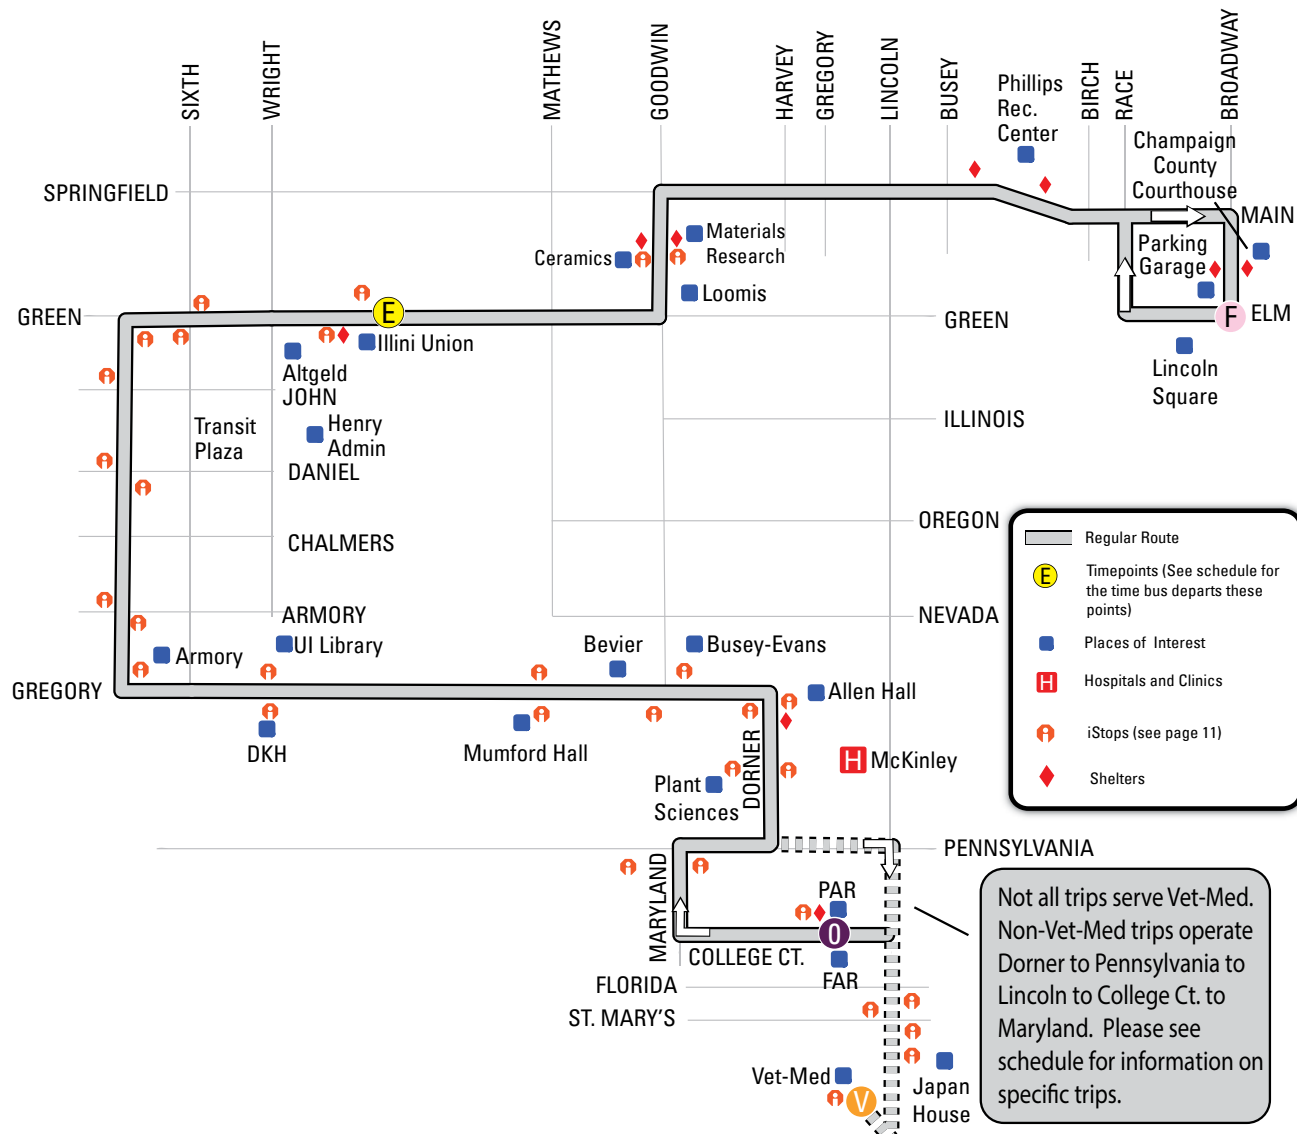 SIXTH
WRIGHT
MATHEWS
GOODWIN
HARVEY
GREGORY
LINCOLN
BUSEY
Phillips
Rec.
Center
BIRCH
RACE
BROADWAY
Champaign
County
Courthouse
SPRINGFIELD
MAIN
Materials
Research
Ceramics
Parking
Garage
Loomis
GREEN
E
Illini Union
GREEN
F
ELM
Altgeld
JOHN
Lincoln
Square
Transit
Plaza
Henry
Admin
ILLINOIS
DANIEL
OREGON
CHALMERS
ARMORY
NEVADA
Armory
UI Library
Bevier
Busey-Evans
GREGORY
Allen Hall
DKH
Mumford Hall
DORNER
McKinley
H
Plant
Sciences
PENNSYLVANIA
MARYLAND
PAR
O
COLLEGE CT.
FAR
FLORIDA
ST. MARY'S
Vet-Med
V
Japan
House
Regular Route
E
Timepoints (See schedule for
the time bus departs these
points)
Places of Interest
H
Hospitals and Clinics
iStops (see page 11)
Shelters
Not all trips serve Vet-Med.
Non-Vet-Med trips operate
Dorner to Pennsylvania to
Lincoln to College Ct. to
Maryland. Please see
schedule for information on
specific trips.